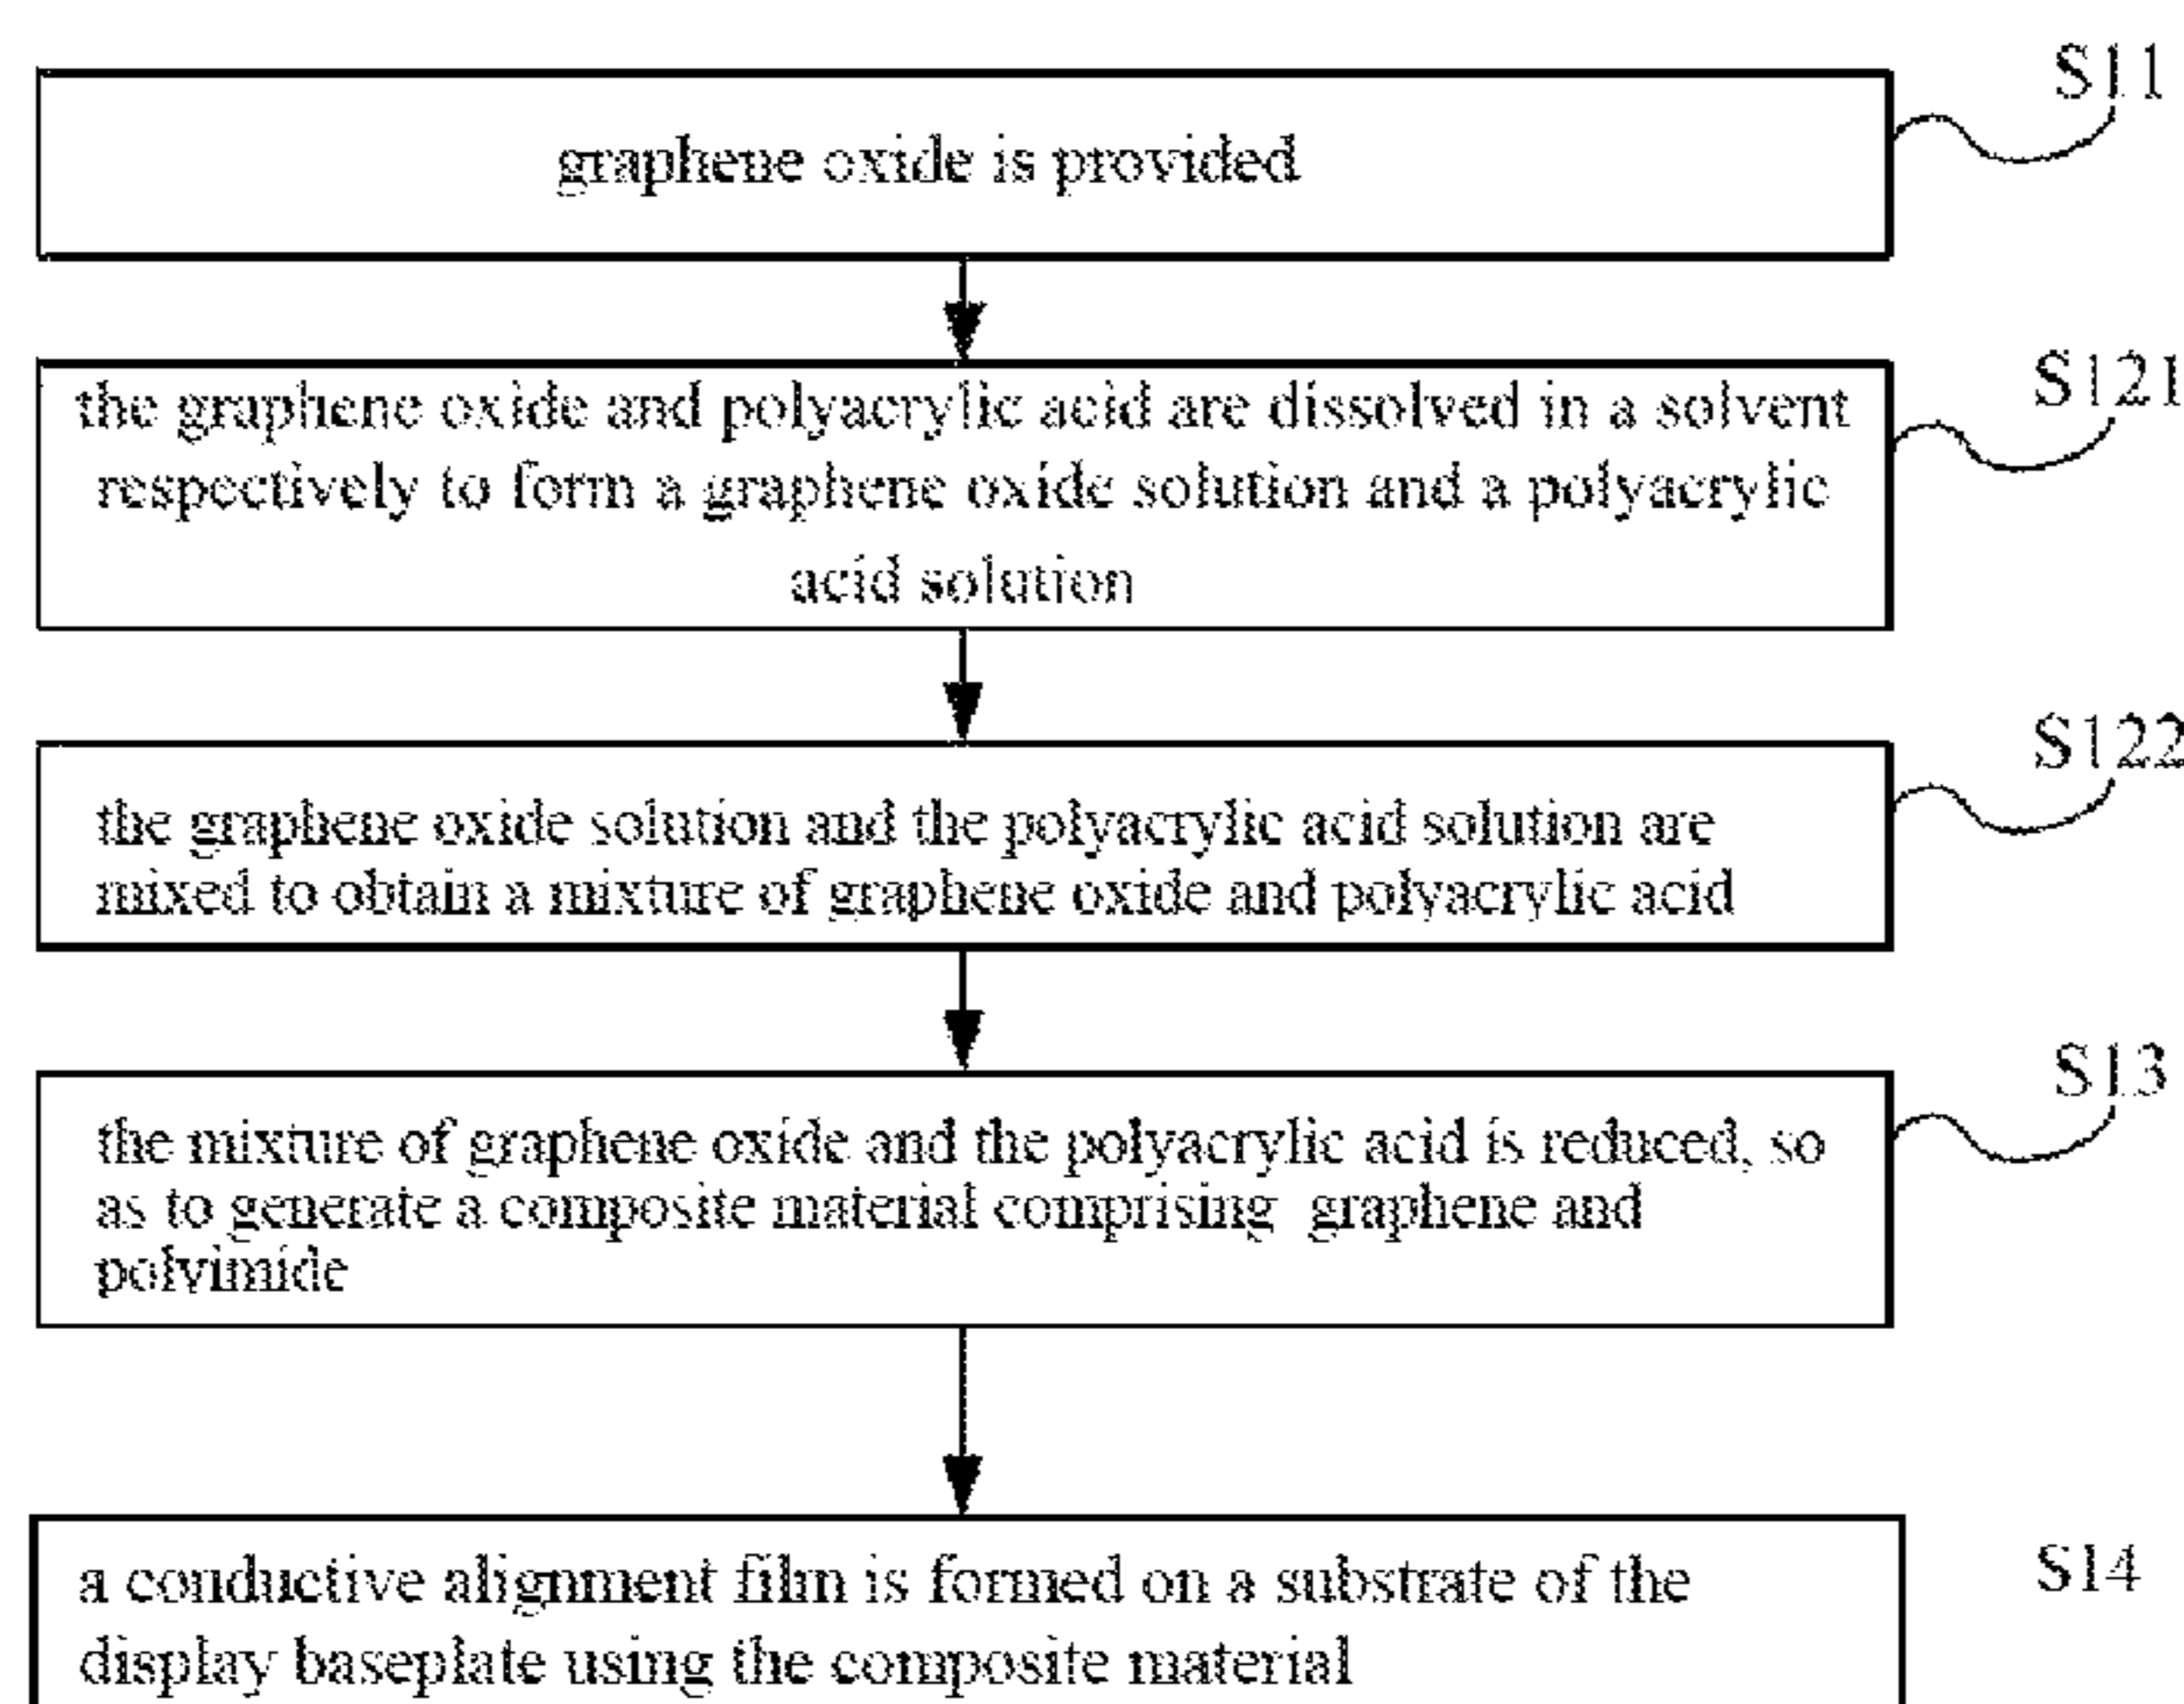 S11
graphene oxide is provided
S121
the graphene oxide and polyacrylic acid are dissolved in a solvent
respectively to form a graphene oxide solution and a polyacrylic
acid solution
S122
the graphene oxide solution and the polyacrylic acid solution are
mixed to obtain a mixture of graphene oxide and polyacrylic acid
S13
the mixture of graphene oxide and the polyacrylic acid is reduced, so
as to generate a composite material comprising graphene and
polyimide
S14
a conductive alignment film is formed on a substrate of the
display baseplate using the composite material